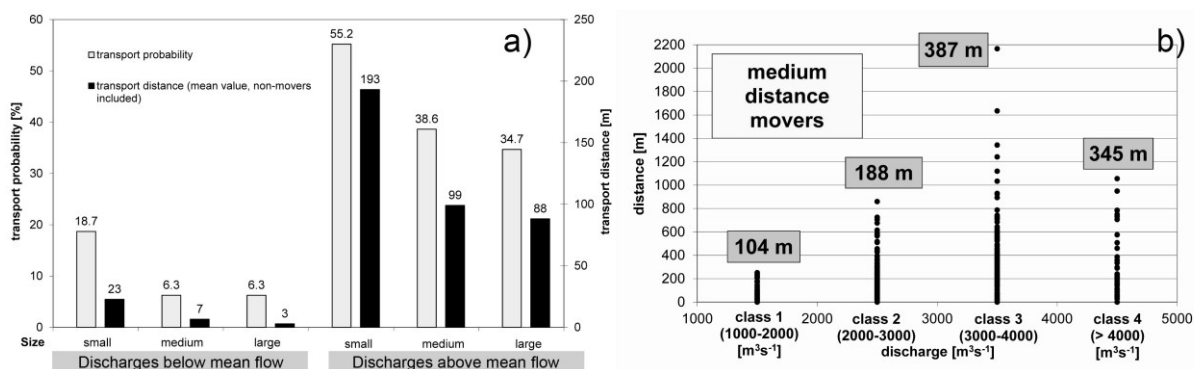 a)
transport probability [%]
60
50
40
30
20
10
0
transport probability
transport distance (mean value, non-movers
included)
18.7
23
6.3
7
6.3
3
55.2
193
38.6
99
34.7
88
250
200
150
100
50
0
transport distance [m]
Size
small
medium
large
small
medium
large
Discharges below mean flow
Discharges above mean flow
b)
distance [m]
2200
2000
1800
1600
1400
1200
1000
800
600
400
200
0
medium
distance
movers
104 m
188 m
387 m
345 m
1000
2000
3000
4000
5000
class 1
(1000-2000)
[m³s⁻¹]
class 2
(2000-3000)
class 3
(3000-4000)
class 4
(> 4000)
[m³s⁻¹]
discharge [m³s⁻¹]